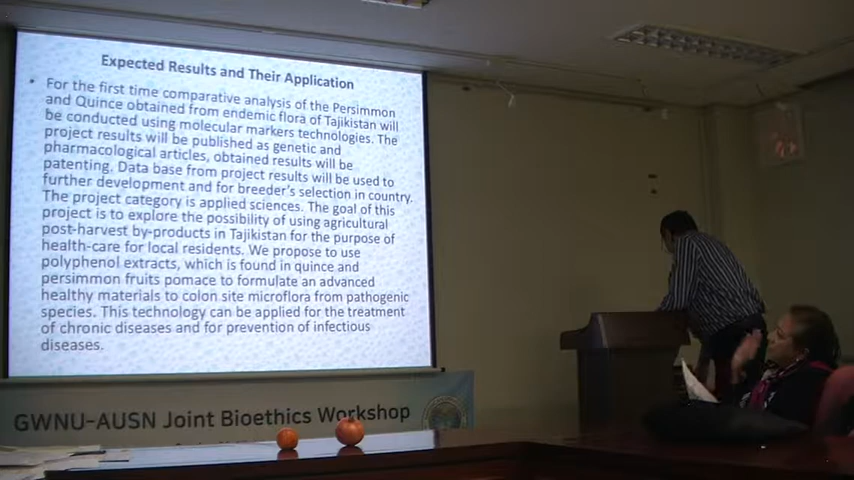 Expected Results and Their Application
• For the first time comparative analysis of the Persimmon
and Quince obtained from endemic flora of Tajikistan will
be conducted using molecular markers technologies. The
project results will be published as genetic and
pharmacological articles, obtained results will be
patenting. Data base from project results will be used to
further development and for breeder's selection in country.
The project category is applied sciences. The goal of this
project is to explore the possibility of using agricultural
post-harvest by-products in Tajikistan for the purpose of
health-care for local residents. We propose to use
polyphenol extracts, which is found in quince and
persimmon fruits pomace to formulate an advanced
healthy materials to colon site microflora from pathogenic
species. This technology can be applied for the treatment
of chronic diseases and for prevention of infectious
diseases.
GWNU-AUSN Joint Bioethics Workshop